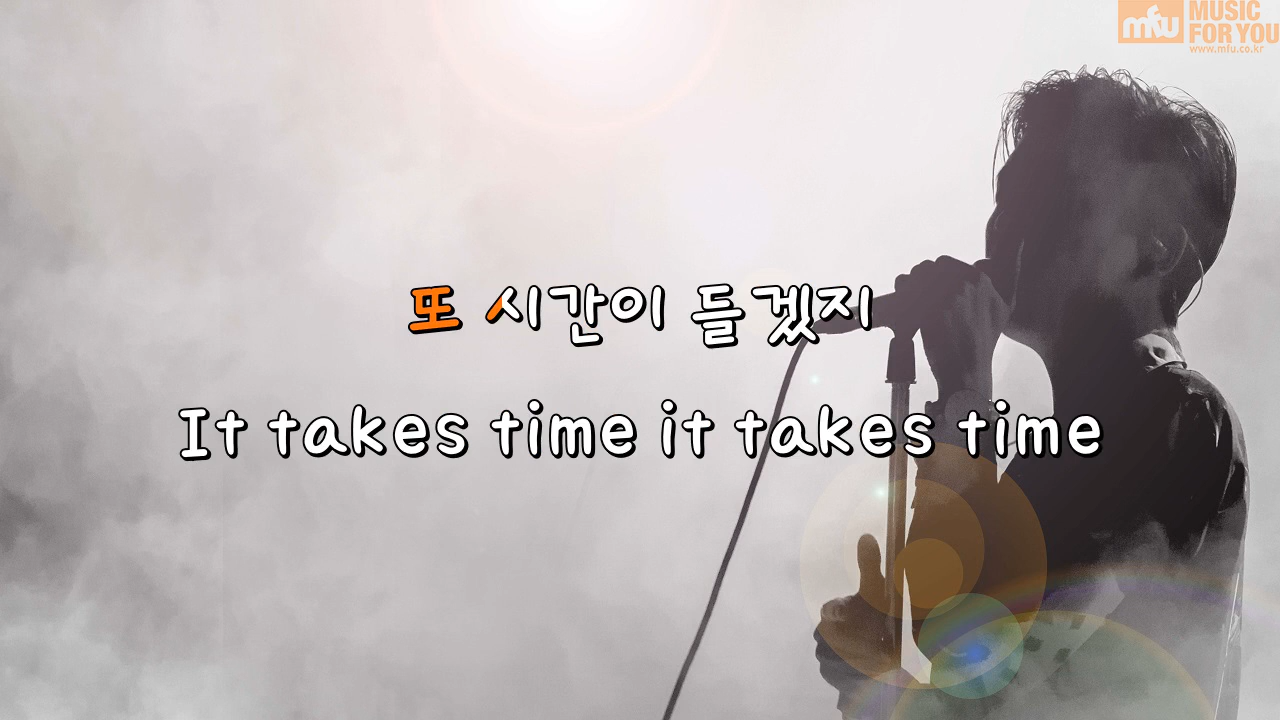 mfu MUSIC
FOR YOU
www.mfu.co.kr
또 시간이 들겠지
It takes time it takes time